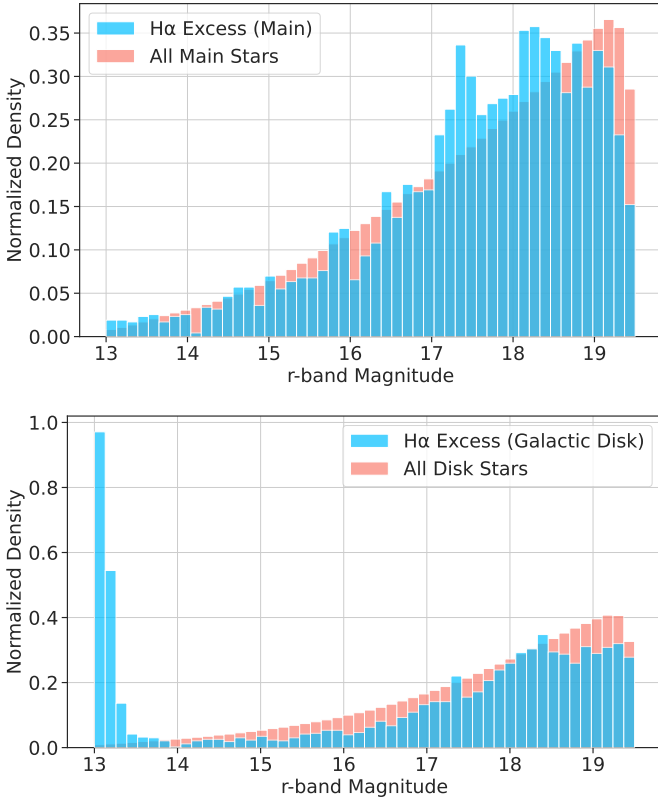 Hα Excess (Main)
All Main Stars
Normalized Density
0.35
0.30
0.25
0.20
0.15
0.10
0.05
0.00
13 14 15 16 17 18 19
r-band Magnitude
Hα Excess (Galactic Disk)
All Disk Stars
Normalized Density
1.0
0.8
0.6
0.4
0.2
0.0
13 14 15 16 17 18 19
r-band Magnitude